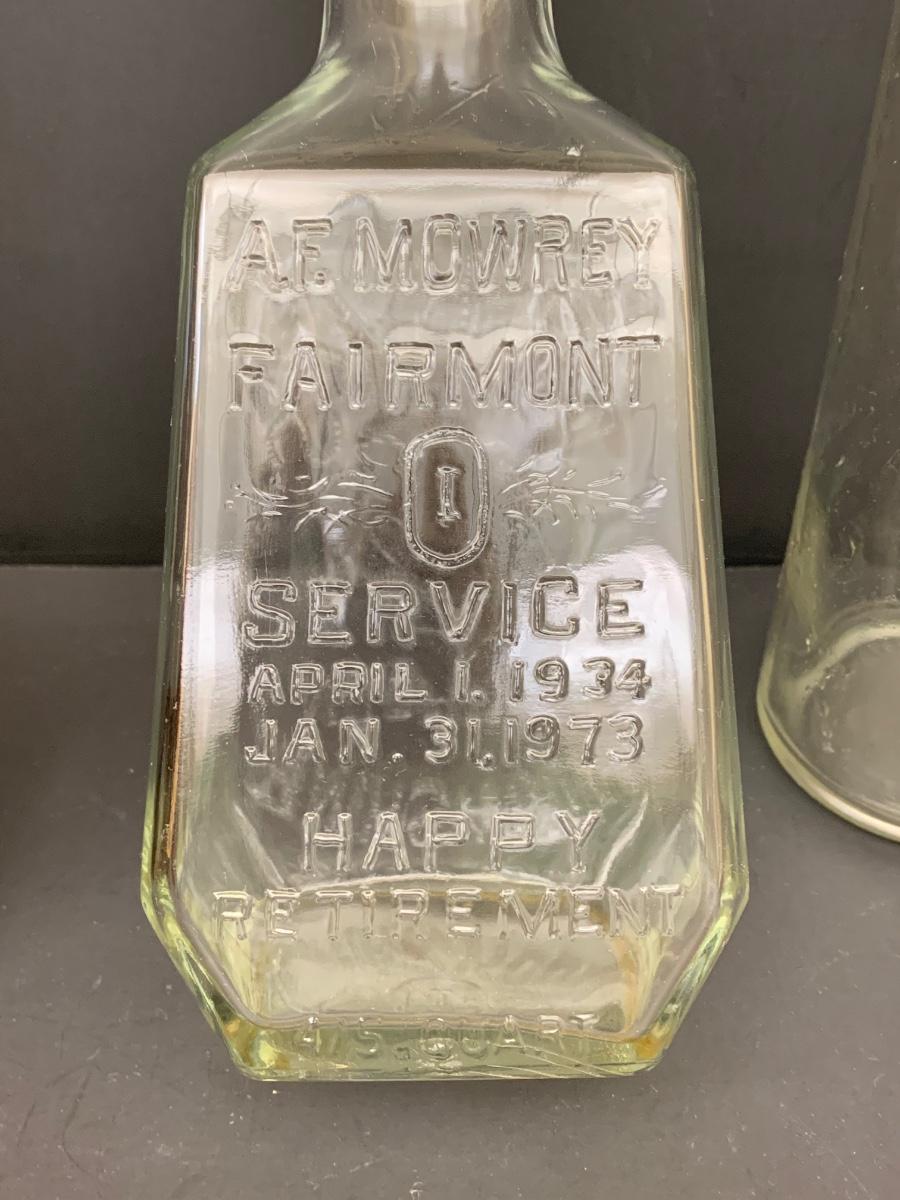 A.F. MOWREY
FAIRMONT
I
SERVICE
APRIL 1. 1934
JAN. 31, 1973
HAPPY
RETIREMENT
4/5 QUART